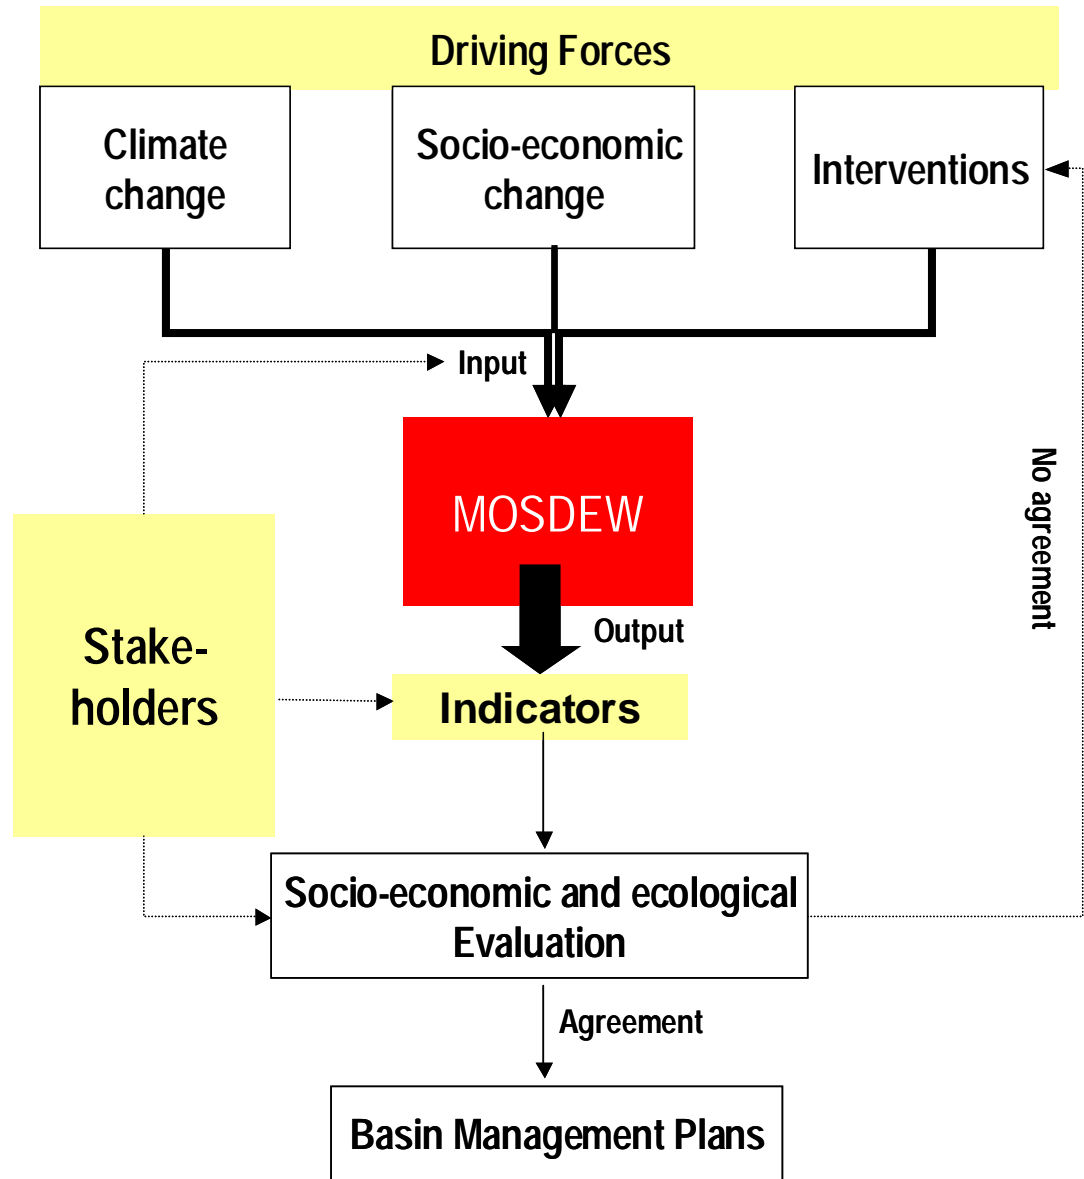 Driving Forces
Climate
change
Socio-economic
change
Interventions
Input
MOSDEW
No agreement
Output
Stake-
holders
Indicators
Socio-economic and ecological
Evaluation
Agreement
Basin Management Plans